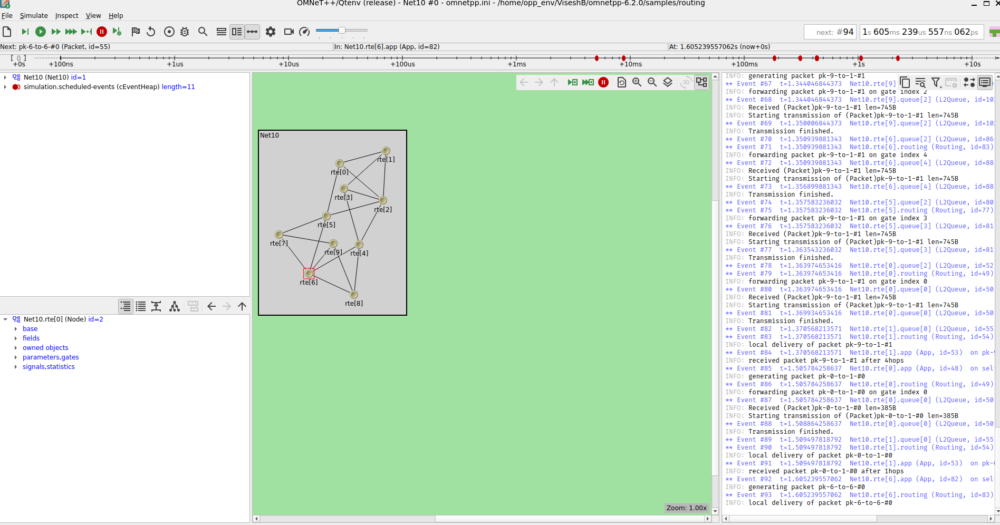 OMNeT++/Qtenv (release) - Net10 #0 - omnetpp.ini - /home/opp_env/ViseshB/omnetpp-6.2.0/samples/routing
File Simulate Inspect View Help
next: #94 1s 605ms 239us 557ns 062ps
Next: pk-6-to-6-#0 (Packet, id=55) In: Net10.rte[6].app (App, id=82) At: 1.605239557062s (now+0s)
[ 0 ]
+0s +100ns +1us +10us +100us +1ms +10ms +100ms +1s +10s
Net10 (Net10) id=1
simulation.scheduled-events (cEventHeap) length=11
Net10.rte[0] (Node) id=2
base
fields
owned objects
parameters,gates
signals,statistics
3D
Net10
rte[1]
rte[0]
rte[3]
rte[2]
rte[5]
rte[7]
rte[9]
rte[4]
rte[6]
rte[8]
Zoom: 1.00x
INFO: generating packet pk-9-to-1-#1
** Event #67 t=1.344046844373 Net10.rte[9]
INFO: forwarding packet pk-9-to-1-#1 on gate index 2
** Event #68 t=1.344046844373 Net10.rte[9].queue[2] (L2Queue, id=10
INFO: Received (Packet)pk-9-to-1-#1 len=745B
INFO: Starting transmission of (Packet)pk-9-to-1-#1 len=745B
** Event #69 t=1.350006844373 Net10.rte[9].queue[2] (L2Queue, id=10
INFO: Transmission finished.
** Event #70 t=1.350939881343 Net10.rte[6].queue[2] (L2Queue, id=86
** Event #71 t=1.350939881343 Net10.rte[6].routing (Routing, id=83)
INFO: forwarding packet pk-9-to-1-#1 on gate index 4
** Event #72 t=1.350939881343 Net10.rte[6].queue[4] (L2Queue, id=88
INFO: Received (Packet)pk-9-to-1-#1 len=745B
INFO: Starting transmission of (Packet)pk-9-to-1-#1 len=745B
** Event #73 t=1.356899881343 Net10.rte[6].queue[4] (L2Queue, id=88
INFO: Transmission finished.
** Event #74 t=1.357583236032 Net10.rte[5].queue[2] (L2Queue, id=80
** Event #75 t=1.357583236032 Net10.rte[5].routing (Routing, id=77)
INFO: forwarding packet pk-9-to-1-#1 on gate index 3
** Event #76 t=1.357583236032 Net10.rte[5].queue[3] (L2Queue, id=81
INFO: Received (Packet)pk-9-to-1-#1 len=745B
INFO: Starting transmission of (Packet)pk-9-to-1-#1 len=745B
** Event #77 t=1.363543236032 Net10.rte[5].queue[3] (L2Queue, id=81
INFO: Transmission finished.
** Event #78 t=1.363974653416 Net10.rte[0].queue[2] (L2Queue, id=52
** Event #79 t=1.363974653416 Net10.rte[0].routing (Routing, id=49)
INFO: forwarding packet pk-9-to-1-#1 on gate index 0
** Event #80 t=1.363974653416 Net10.rte[0].queue[0] (L2Queue, id=50
INFO: Received (Packet)pk-9-to-1-#1 len=745B
INFO: Starting transmission of (Packet)pk-9-to-1-#1 len=745B
** Event #81 t=1.369934653416 Net10.rte[0].queue[0] (L2Queue, id=50
INFO: Transmission finished.
** Event #82 t=1.370568213571 Net10.rte[1].queue[0] (L2Queue, id=55
** Event #83 t=1.370568213571 Net10.rte[1].routing (Routing, id=54)
INFO: local delivery of packet pk-9-to-1-#1
** Event #84 t=1.370568213571 Net10.rte[1].app (App, id=53) on pk-
INFO: received packet pk-9-to-1-#1 after 4hops
** Event #85 t=1.505784258637 Net10.rte[0].app (App, id=48) on sel
INFO: generating packet pk-0-to-1-#0
** Event #86 t=1.505784258637 Net10.rte[0].routing (Routing, id=49)
INFO: forwarding packet pk-0-to-1-#0 on gate index 0
** Event #87 t=1.505784258637 Net10.rte[0].queue[0] (L2Queue, id=50
INFO: Received (Packet)pk-0-to-1-#0 len=385B
INFO: Starting transmission of (Packet)pk-0-to-1-#0 len=385B
** Event #88 t=1.508864258637 Net10.rte[0].queue[0] (L2Queue, id=50
INFO: Transmission finished.
** Event #89 t=1.509497818792 Net10.rte[1].queue[0] (L2Queue, id=55
** Event #90 t=1.509497818792 Net10.rte[1].routing (Routing, id=54)
INFO: local delivery of packet pk-0-to-1-#0
** Event #91 t=1.509497818792 Net10.rte[1].app (App, id=53) on pk-
INFO: received packet pk-0-to-1-#0 after 1hops
** Event #92 t=1.605239557062 Net10.rte[6].app (App, id=82) on sel
INFO: generating packet pk-6-to-6-#0
** Event #93 t=1.605239557062 Net10.rte[6].routing (Routing, id=83)
INFO: local delivery of packet pk-6-to-6-#0